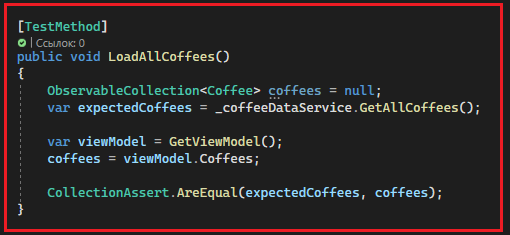 [TestMethod]
| Ссылок: 0
public void LoadAllCoffees()
{
ObservableCollection<Coffee> coffees = null;
var expectedCoffees = _coffeeDataService.GetAllCoffees();
var viewModel = GetViewModel();
coffees = viewModel.Coffees;
CollectionAssert.AreEqual(expectedCoffees, coffees);
}